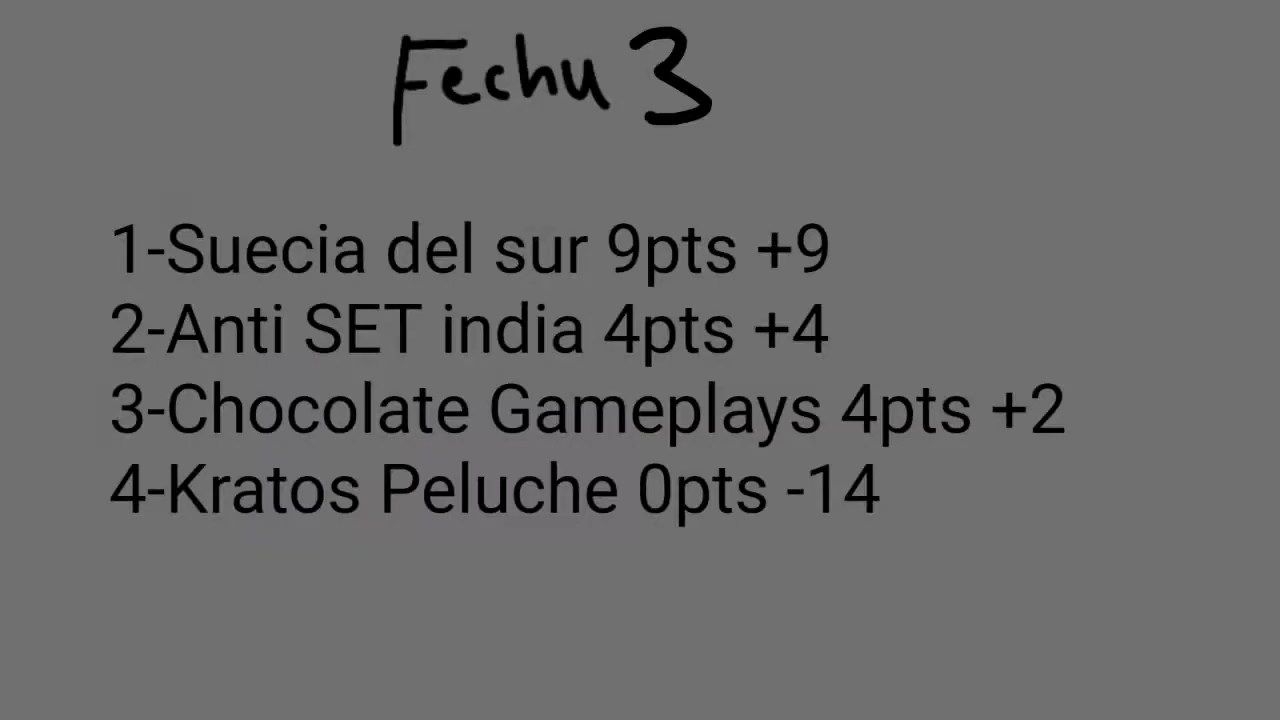 Fecha 3
1-Suecia del sur 9pts +9
2-Anti SET india 4pts +4
3-Chocolate Gameplays 4pts +2
4-Kratos Peluche 0pts -14